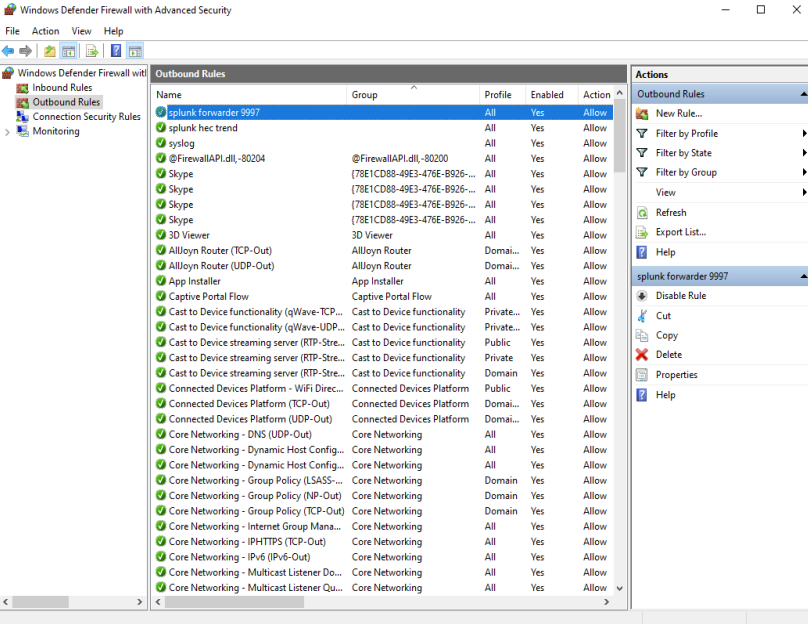 Windows Defender Firewall with Advanced Security
File Action View Help
Windows Defender Firewall witl
Inbound Rules
Outbound Rules
Connection Security Rules
Monitoring
Outbound Rules
Name Group Profile Enabled Action
splunk forwarder 9997 All Yes Allow
splunk hec trend All Yes Allow
syslog All Yes Allow
@FirewallAPI.dll,-80204 @FirewallAPI.dll,-80200 All Yes Allow
Skype {78E1CD88-49E3-476E-B926-... All Yes Allow
Skype {78E1CD88-49E3-476E-B926-... All Yes Allow
Skype {78E1CD88-49E3-476E-B926-... All Yes Allow
Skype {78E1CD88-49E3-476E-B926-... All Yes Allow
3D Viewer 3D Viewer All Yes Allow
AllJoyn Router (TCP-Out) AllJoyn Router Domai... Yes Allow
AllJoyn Router (UDP-Out) AllJoyn Router Domai... Yes Allow
App Installer App Installer All Yes Allow
Captive Portal Flow Captive Portal Flow All Yes Allow
Cast to Device functionality (qWave-TCP... Cast to Device functionality Private... Yes Allow
Cast to Device functionality (qWave-UDP... Cast to Device functionality Private... Yes Allow
Cast to Device streaming server (RTP-Stre... Cast to Device functionality Public Yes Allow
Cast to Device streaming server (RTP-Stre... Cast to Device functionality Private Yes Allow
Cast to Device streaming server (RTP-Stre... Cast to Device functionality Domain Yes Allow
Connected Devices Platform - WiFi Direc... Connected Devices Platform Public Yes Allow
Connected Devices Platform (TCP-Out) Connected Devices Platform Domai... Yes Allow
Connected Devices Platform (UDP-Out) Connected Devices Platform Domai... Yes Allow
Core Networking - DNS (UDP-Out) Core Networking All Yes Allow
Core Networking - Dynamic Host Config... Core Networking All Yes Allow
Core Networking - Dynamic Host Config... Core Networking All Yes Allow
Core Networking - Group Policy (LSASS-... Core Networking Domain Yes Allow
Core Networking - Group Policy (NP-Out) Core Networking Domain Yes Allow
Core Networking - Group Policy (TCP-Out) Core Networking Domain Yes Allow
Core Networking - Internet Group Mana... Core Networking All Yes Allow
Core Networking - IPHTTPS (TCP-Out) Core Networking All Yes Allow
Core Networking - IPv6 (IPv6-Out) Core Networking All Yes Allow
Core Networking - Multicast Listener Do... Core Networking All Yes Allow
Core Networking - Multicast Listener Qu... Core Networking All Yes Allow
Actions
Outbound Rules
New Rule...
Filter by Profile
Filter by State
Filter by Group
View
Refresh
Export List...
Help
splunk forwarder 9997
Disable Rule
Cut
Copy
Delete
Properties
Help